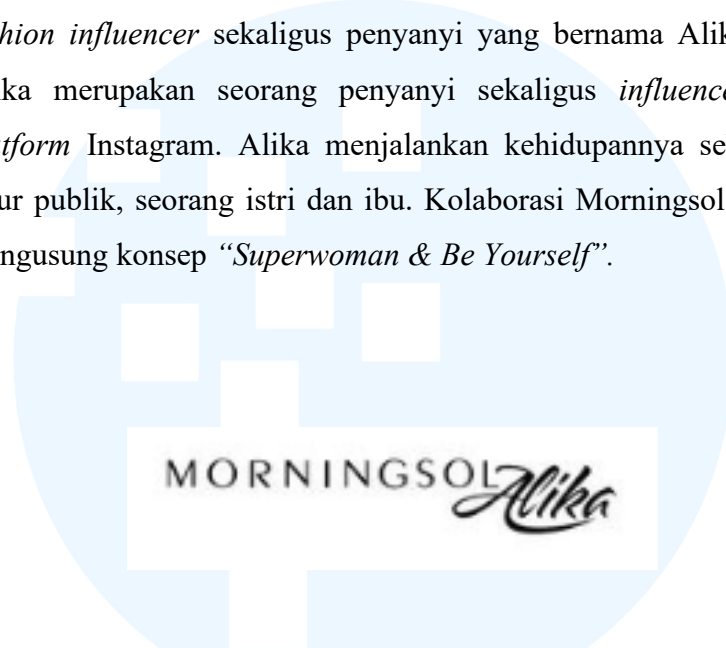 hion influencer sekaligus penyanyi yang bernama Alik
ika merupakan seorang penyanyi sekaligus influence
tform Instagram. Alika menjalankan kehidupannya se
ur publik, seorang istri dan ibu. Kolaborasi Morningsol
ngusung konsep “Superwoman & Be Yourself”.
MORNINGSOL Alika